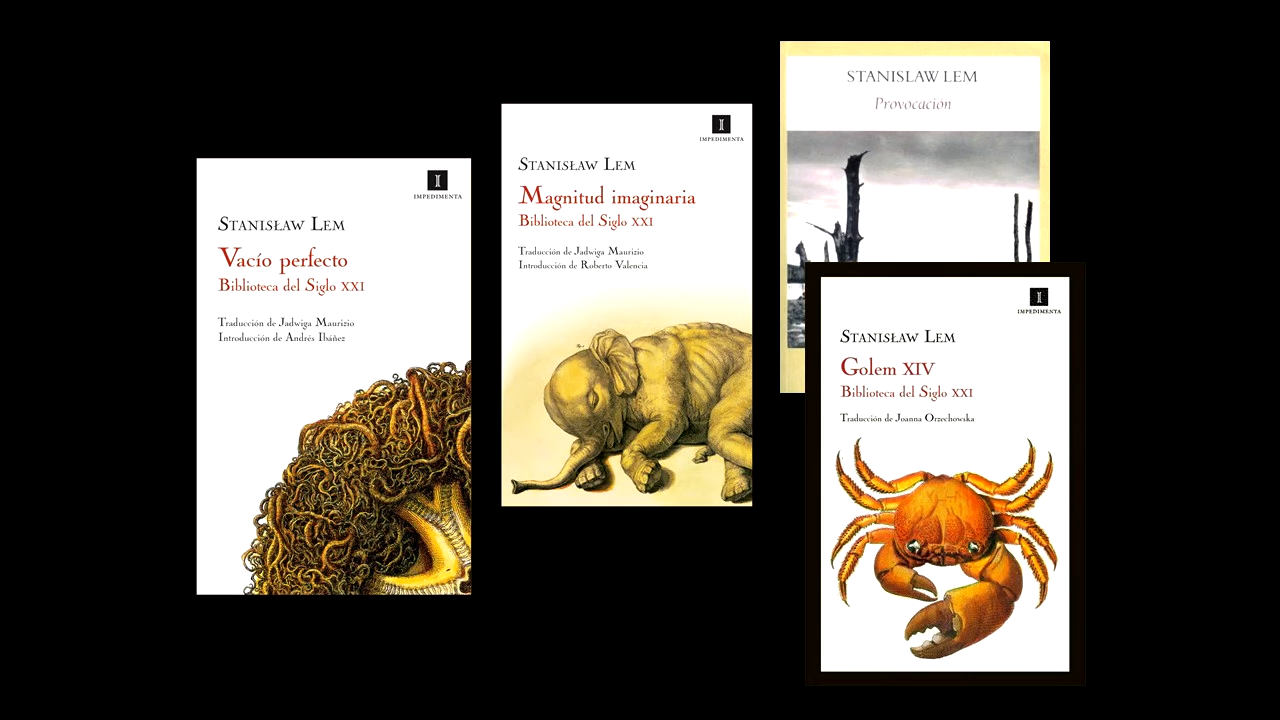 IMPEDIMENTA
STANISŁAW LEM
Vacío perfecto
Biblioteca del Siglo XXI
Traducción de Jadwiga Maurizio
Introducción de Andrés Ibáñez
IMPEDIMENTA
STANISŁAW LEM
Magnitud imaginaria
Biblioteca del Siglo XXI
Traducción de Jadwiga Maurizio
Introducción de Roberto Valencia
STANISLAW LEM
Provocación
IMPEDIMENTA
STANISŁAW LEM
Golem XIV
Biblioteca del Siglo XXI
Traducción de Joanna Orzechowska